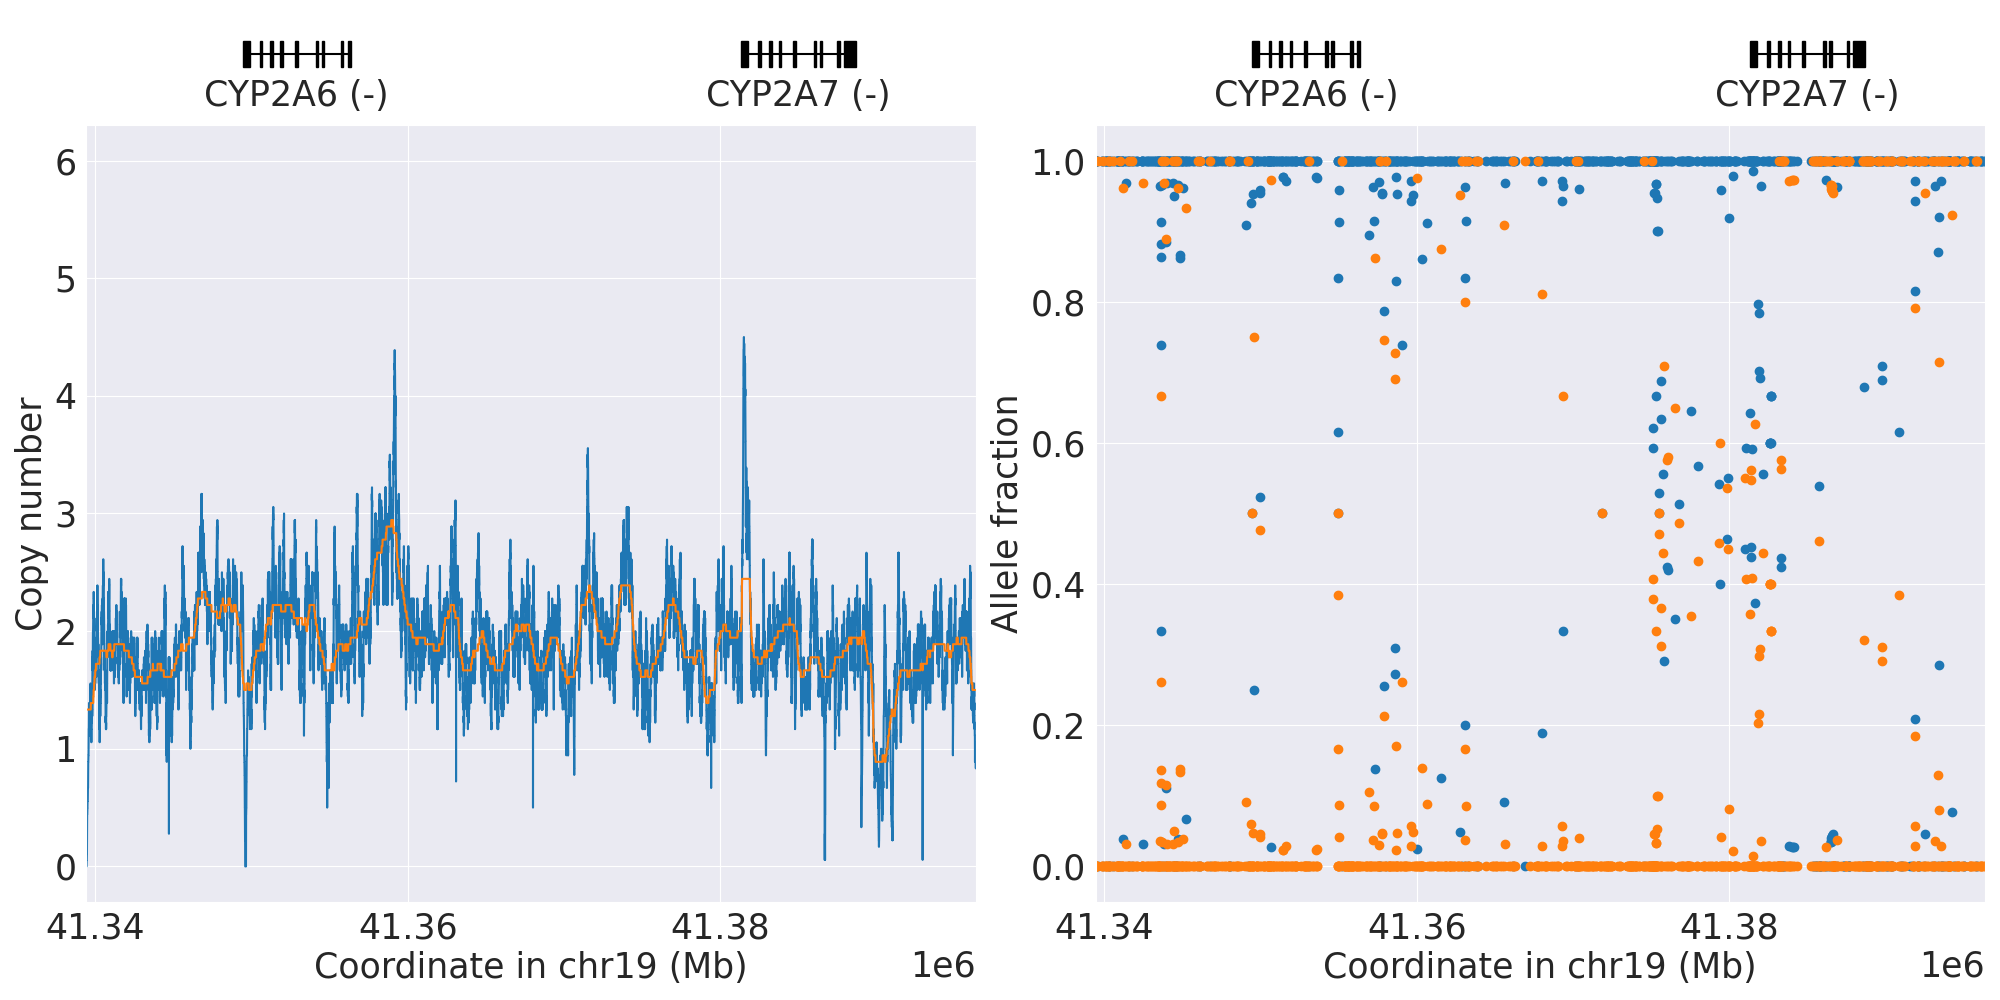 CYP2A6 (-)
CYP2A7 (-)
CYP2A6 (-)
CYP2A7 (-)
Copy number
6
5
4
3
2
1
0
41.34
41.36
41.38
Coordinate in chr19 (Mb)
1e6
Allele fraction
1.0
0.8
0.6
0.4
0.2
0.0
41.34
41.36
41.38
Coordinate in chr19 (Mb)
1e6